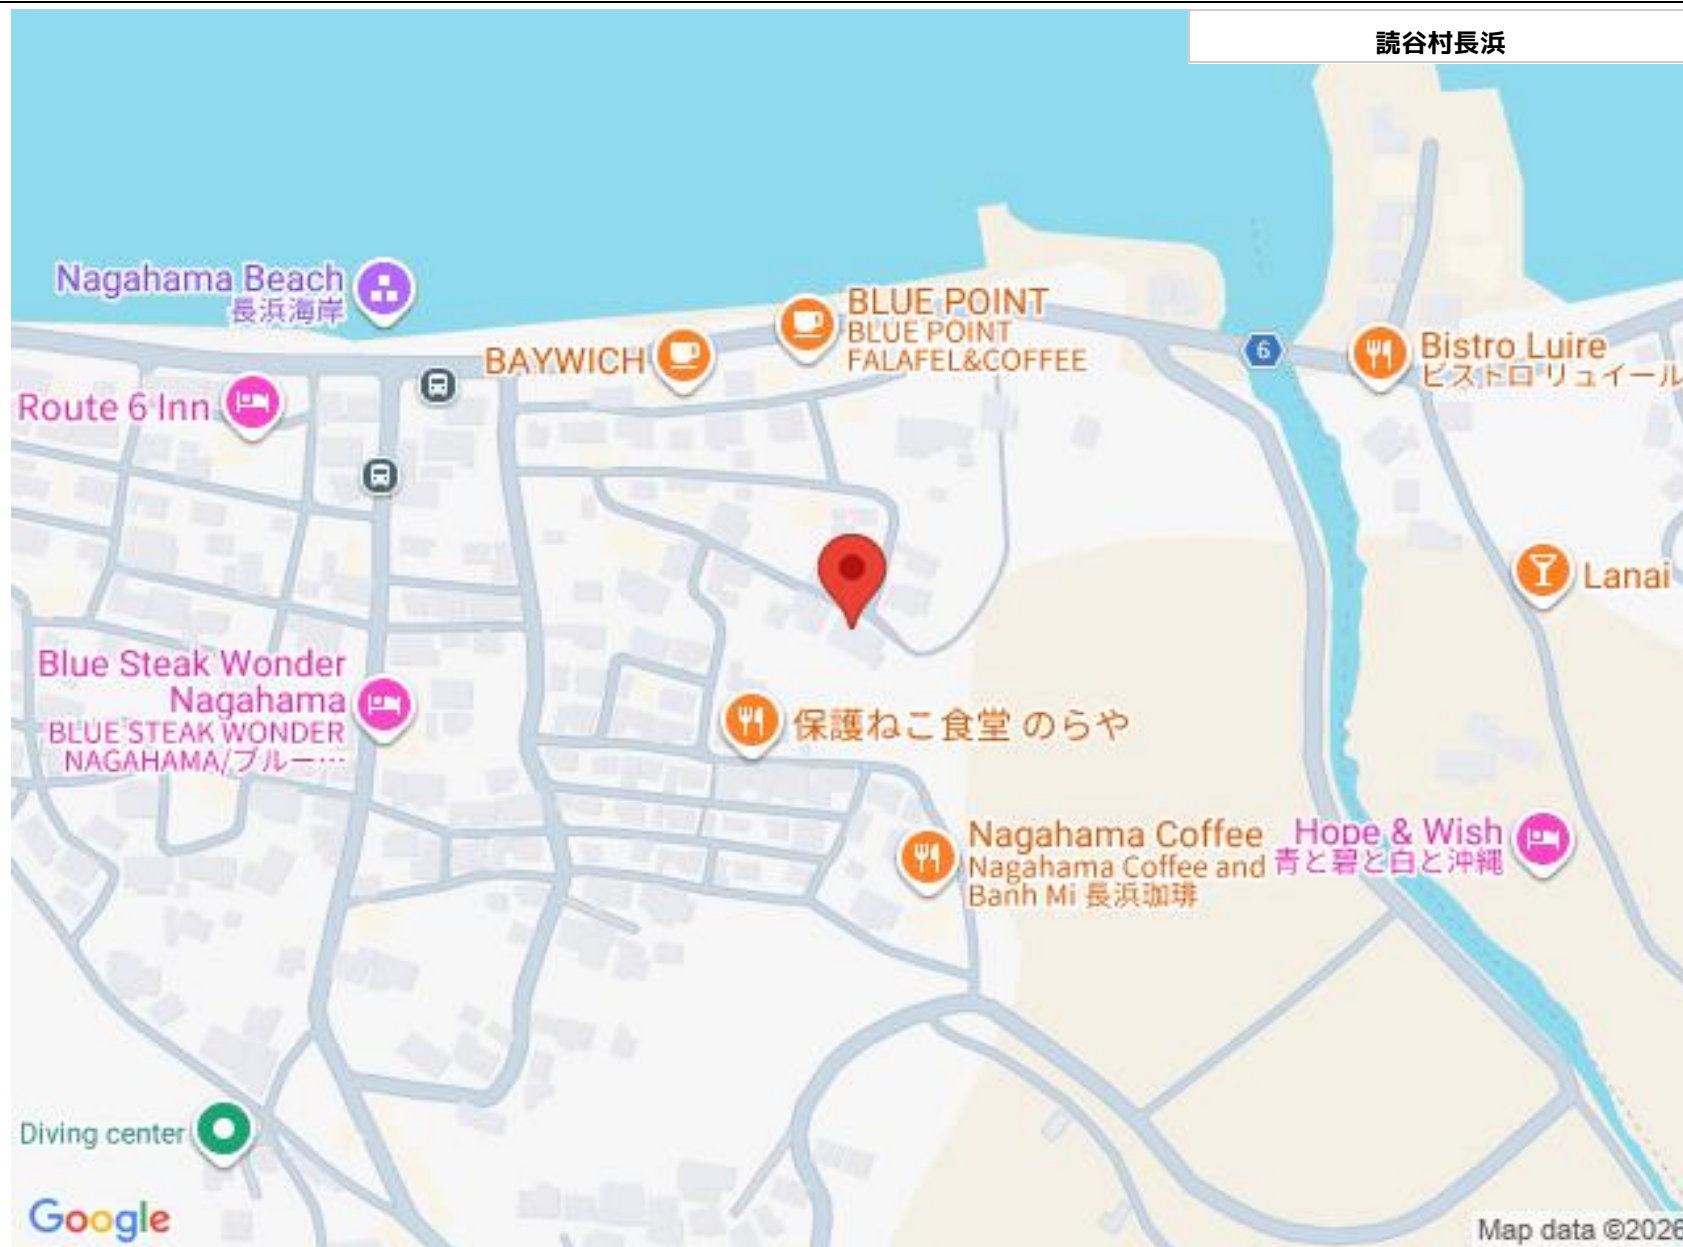 読谷村長浜
Nagahama Beach
長浜海岸
BLUE POINT
BLUE POINT
FALAFEL&COFFEE
BAYWICH
6
Bistro Luire
ビストロ リュイール
Route 6 Inn
Lanai
Blue Steak Wonder
Nagahama
BLUE STEAK WONDER
NAGAHAMA/ブルー…
保護ねこ食堂 のらや
Nagahama Coffee
Nagahama Coffee and
Banh Mi 長浜珈琲
Hope & Wish
青と碧と白と沖縄
Diving center
Google
Map data ©2026